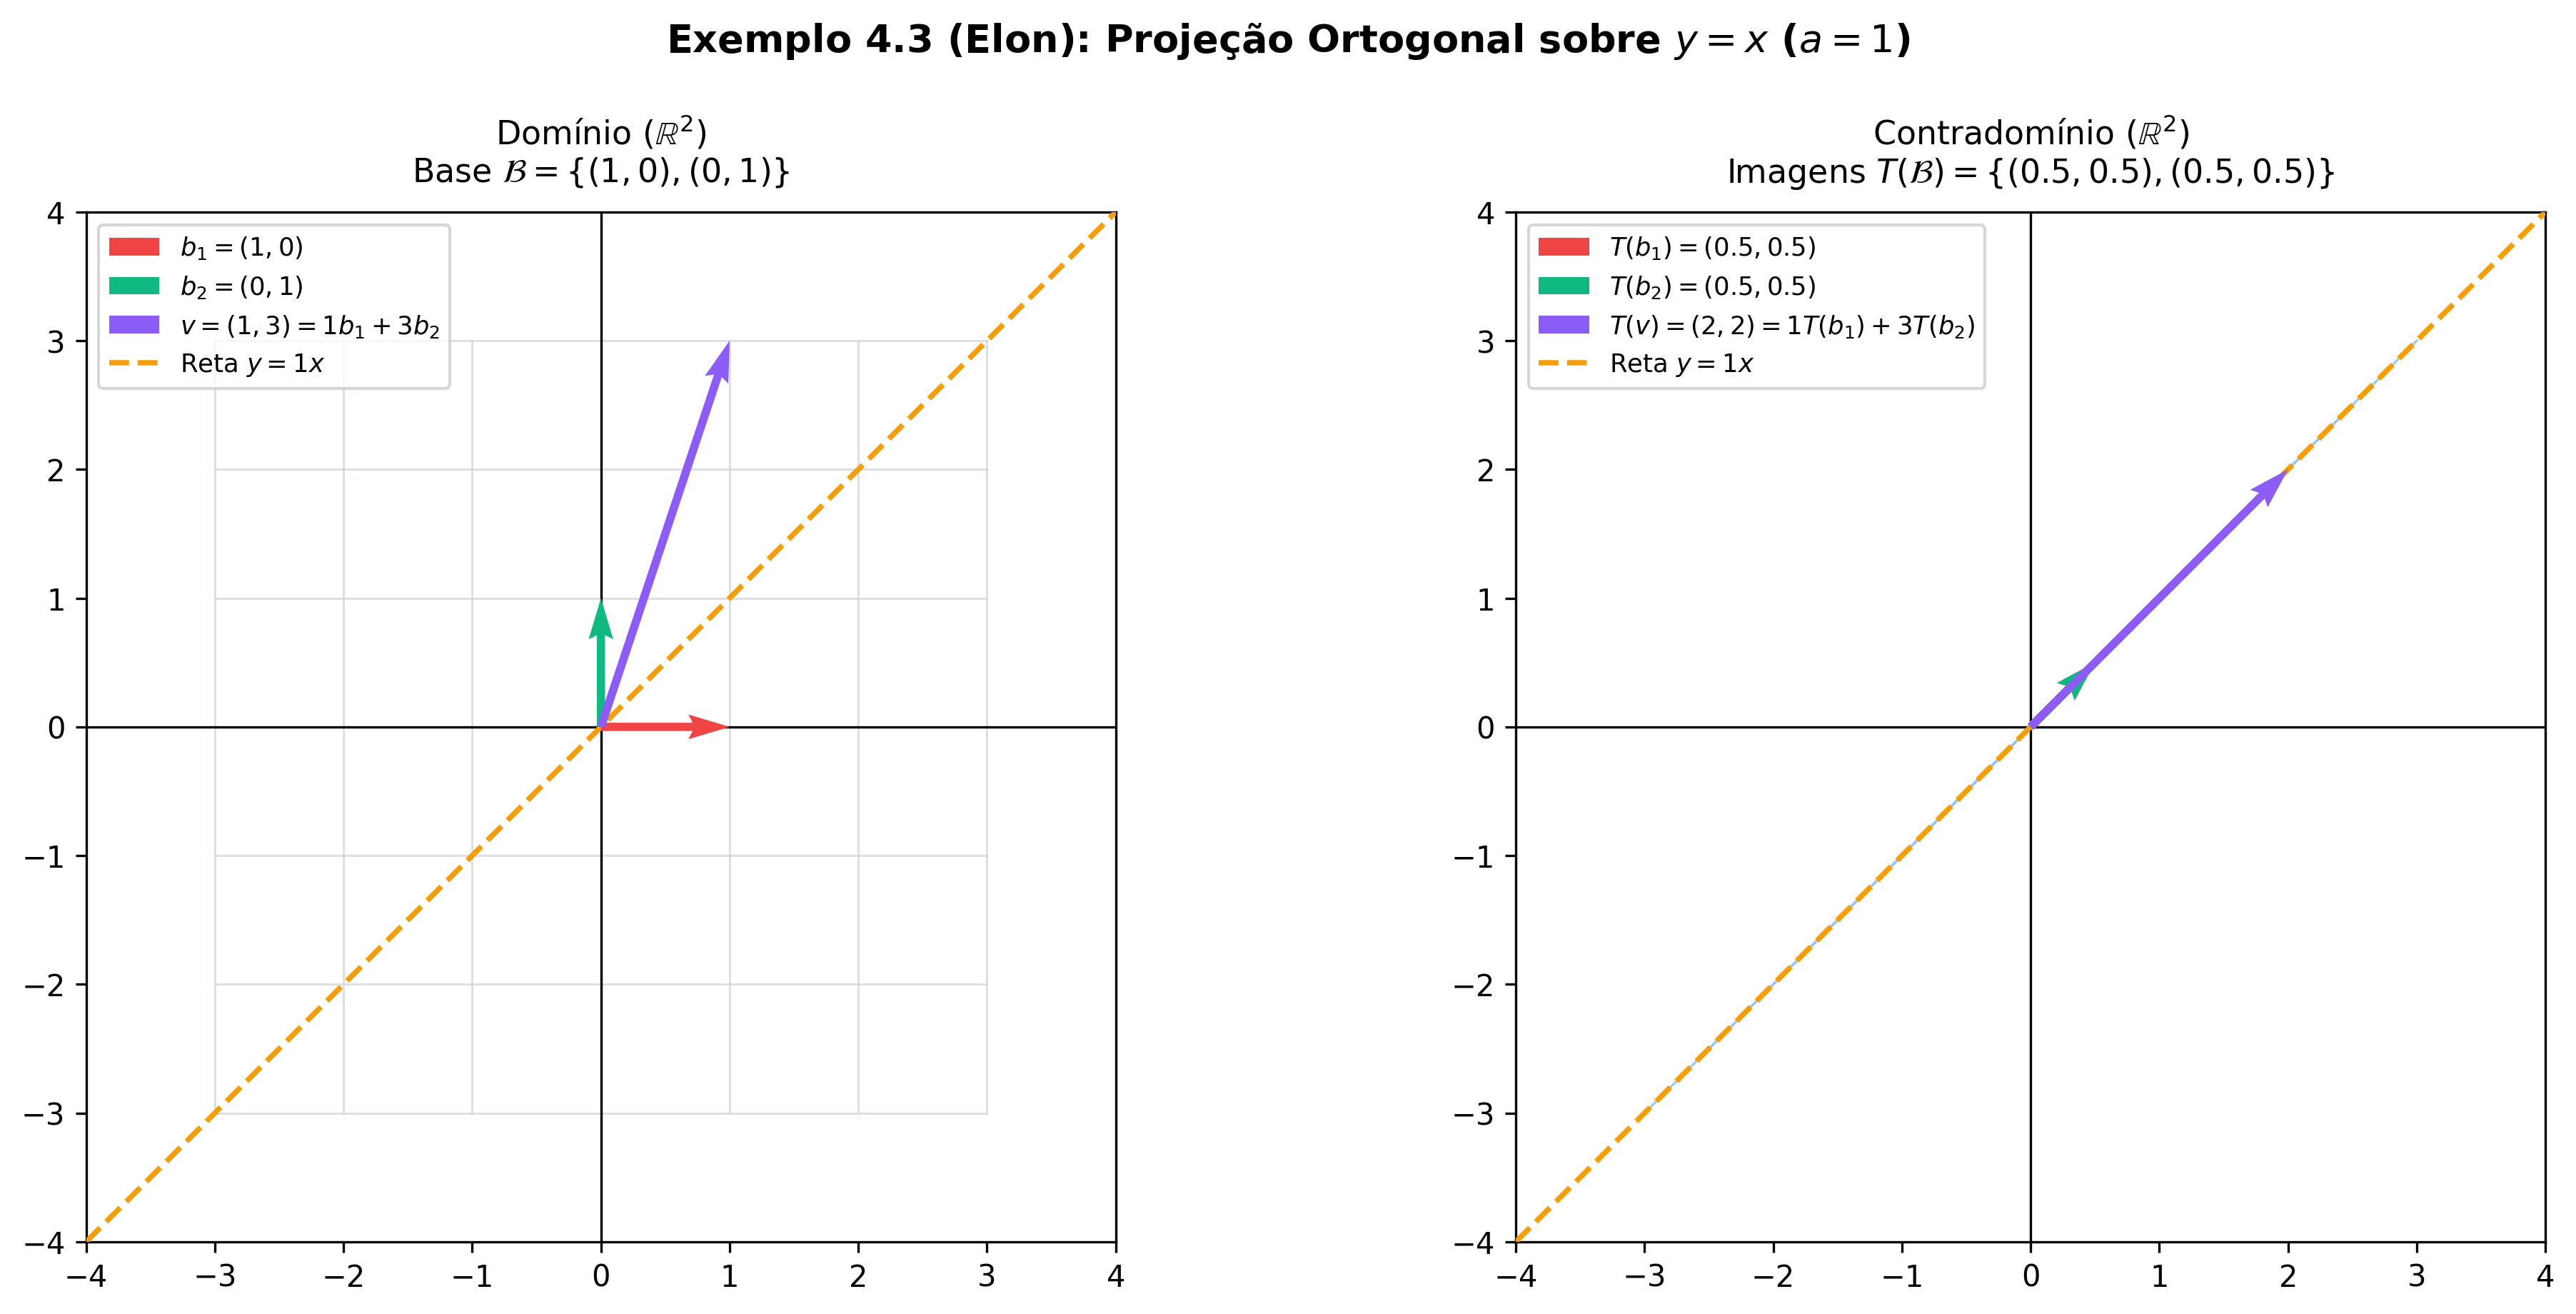 Exemplo 4.3 (Elon): Projeção Ortogonal sobre y = x (a = 1)
Domínio (ℝ²)
Base ℬ = {(1, 0), (0, 1)}
b₁ = (1, 0)
b₂ = (0, 1)
v = (1, 3) = 1b₁ + 3b₂
Reta y = 1x
4
3
2
1
0
−1
−2
−3
−4
−4 −3 −2 −1 0 1 2 3 4
Contradomínio (ℝ²)
Imagens T(ℬ) = {(0.5, 0.5), (0.5, 0.5)}
T(b₁) = (0.5, 0.5)
T(b₂) = (0.5, 0.5)
T(v) = (2, 2) = 1T(b₁) + 3T(b₂)
Reta y = 1x
4
3
2
1
0
−1
−2
−3
−4
−4 −3 −2 −1 0 1 2 3 4